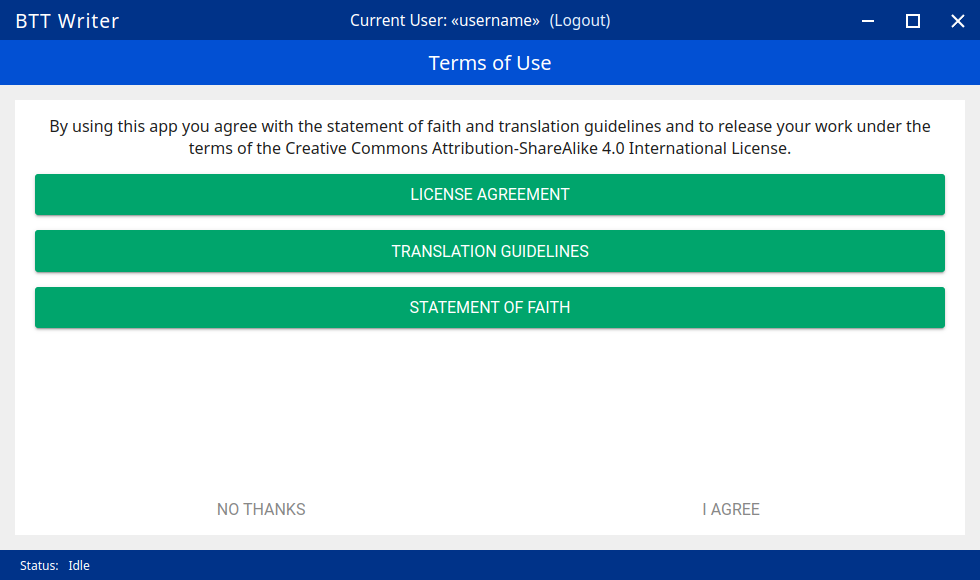 BTT Writer
Current User: «username» (Logout)
Terms of Use
By using this app you agree with the statement of faith and translation guidelines and to release your work under the
terms of the Creative Commons Attribution-ShareAlike 4.0 International License.
LICENSE AGREEMENT
TRANSLATION GUIDELINES
STATEMENT OF FAITH
NO THANKS
I AGREE
Status: Idle